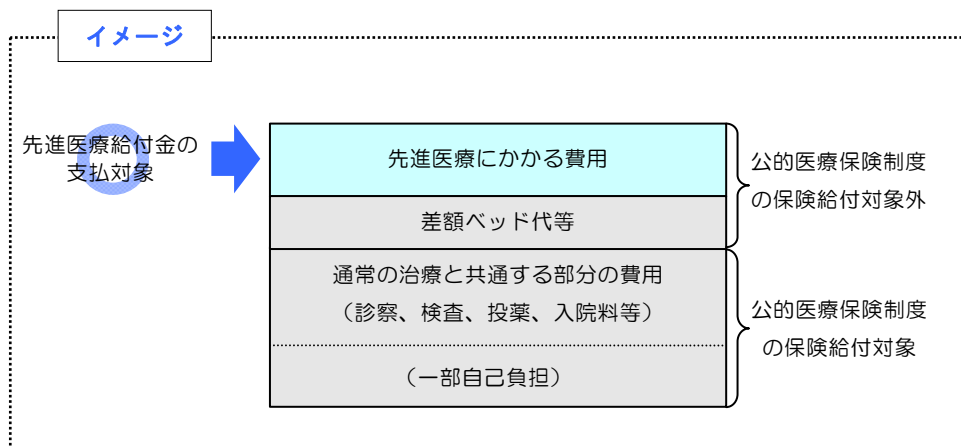 イメージ
先進医療給付金の
支払対象
先進医療にかかる費用
差額ベッド代等
通常の治療と共通する部分の費用
（診察、検査、投薬、入院料等）
（一部自己負担）
公的医療保険制度
の保険給付対象外
公的医療保険制度
の保険給付対象